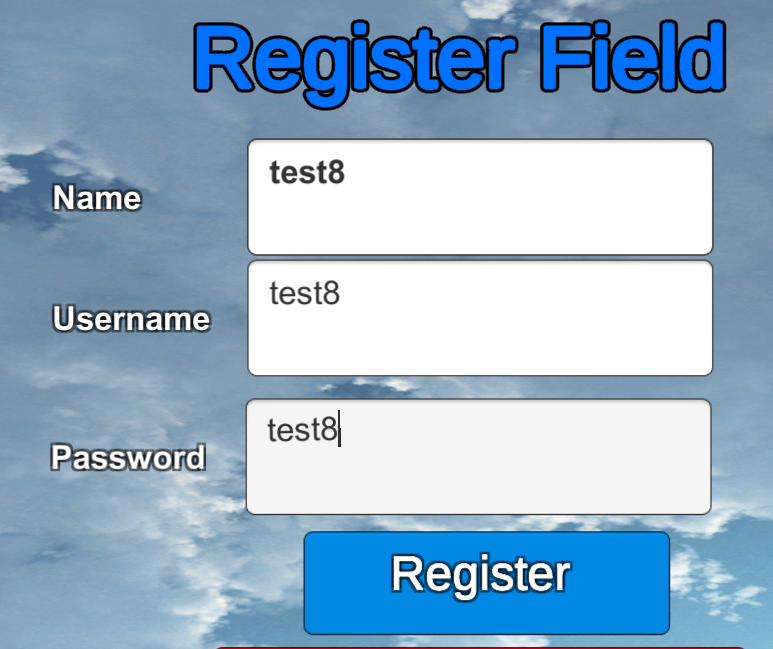 Register Field
Name
test8
Username
test8
Password
test8
Register